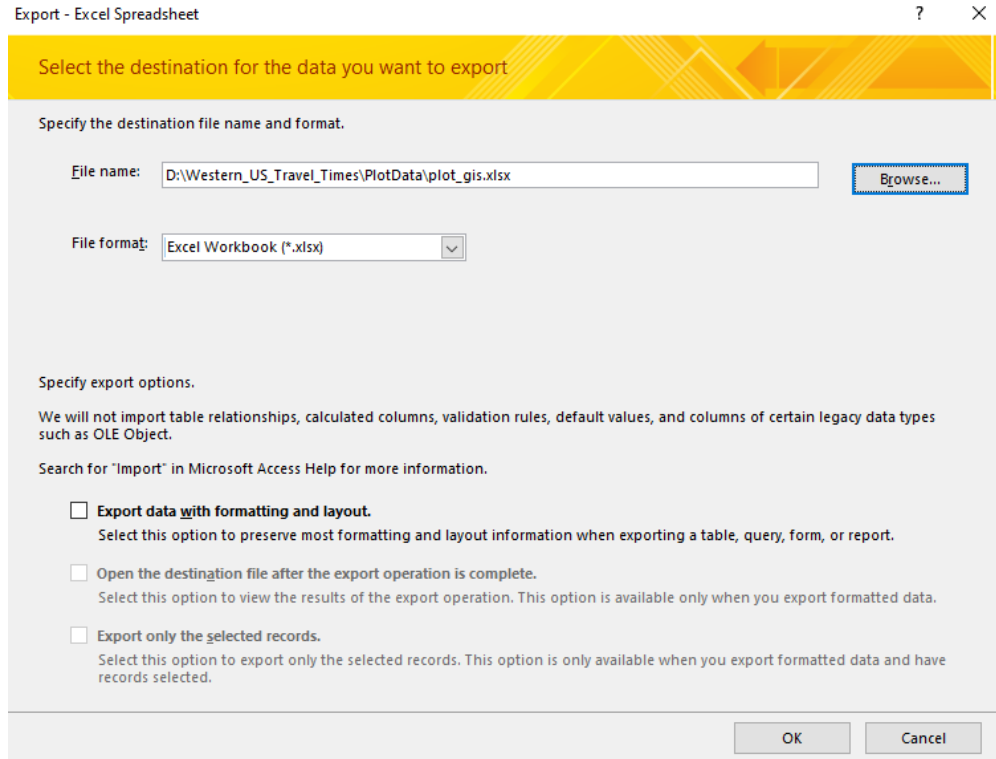 Export - Excel Spreadsheet ? ×
Select the destination for the data you want to export
Specify the destination file name and format.
File name: D:\Western_US_Travel_Times\PlotData\plot_gis.xlsx Browse...
File format: Excel Workbook (*.xlsx)
Specify export options.
We will not import table relationships, calculated columns, validation rules, default values, and columns of certain legacy data types
such as OLE Object.
Search for "Import" in Microsoft Access Help for more information.
Export data with formatting and layout.
Select this option to preserve most formatting and layout information when exporting a table, query, form, or report.
Open the destination file after the export operation is complete.
Select this option to view the results of the export operation. This option is available only when you export formatted data.
Export only the selected records.
Select this option to export only the selected records. This option is only available when you export formatted data and have
records selected.
OK Cancel